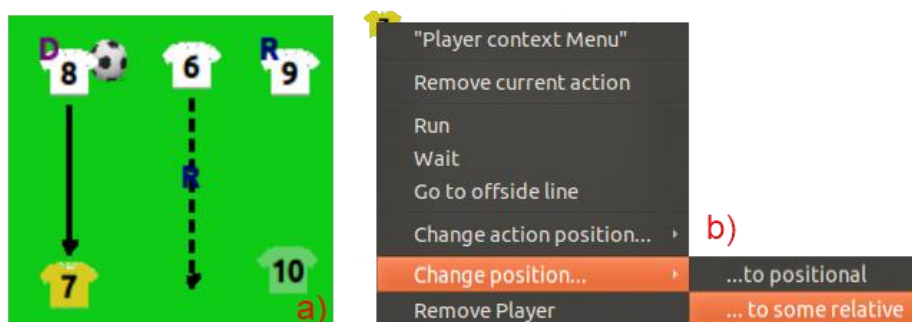 D
8
6
R
9
R
7
10
a)
7
"Player context Menu"
Remove current action
Run
Wait
Go to offside line
Change action position...
b)
Change position...
...to positional
Remove Player
... to some relative